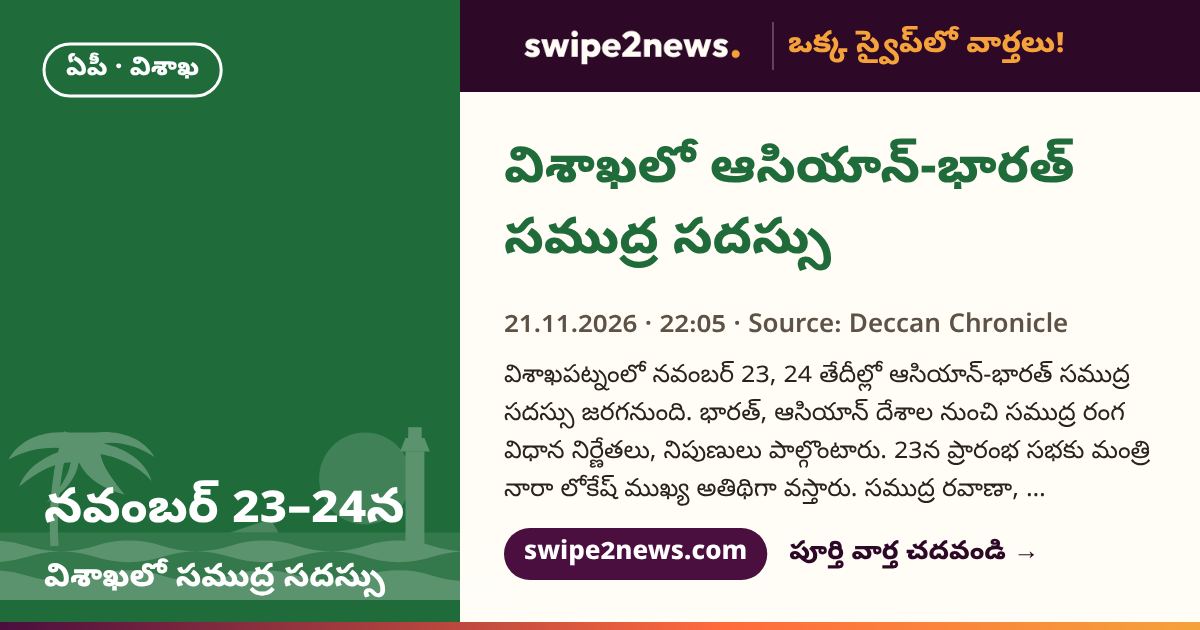 ఏపీ · విశాఖ
swipe2news. ఒక్క స్వైప్‌లో వార్తలు!
విశాఖలో ఆసియాన్-భారత్
సముద్ర సదస్సు
21.11.2026 · 22:05 · Source: Deccan Chronicle
విశాఖపట్నంలో నవంబర్ 23, 24 తేదీల్లో ఆసియాన్-భారత్ సముద్ర
సదస్సు జరగనుంది. భారత్, ఆసియాన్ దేశాల నుంచి సముద్ర రంగ
విధాన నిర్ణేతలు, నిపుణులు పాల్గొంటారు. 23న ప్రారంభ సభకు మంత్రి
నారా లోకేష్ ముఖ్య అతిథిగా వస్తారు. సముద్ర రవాణా, ...
నవంబర్ 23–24న
విశాఖలో సముద్ర సదస్సు
swipe2news.com పూర్తి వార్త చదవండి →